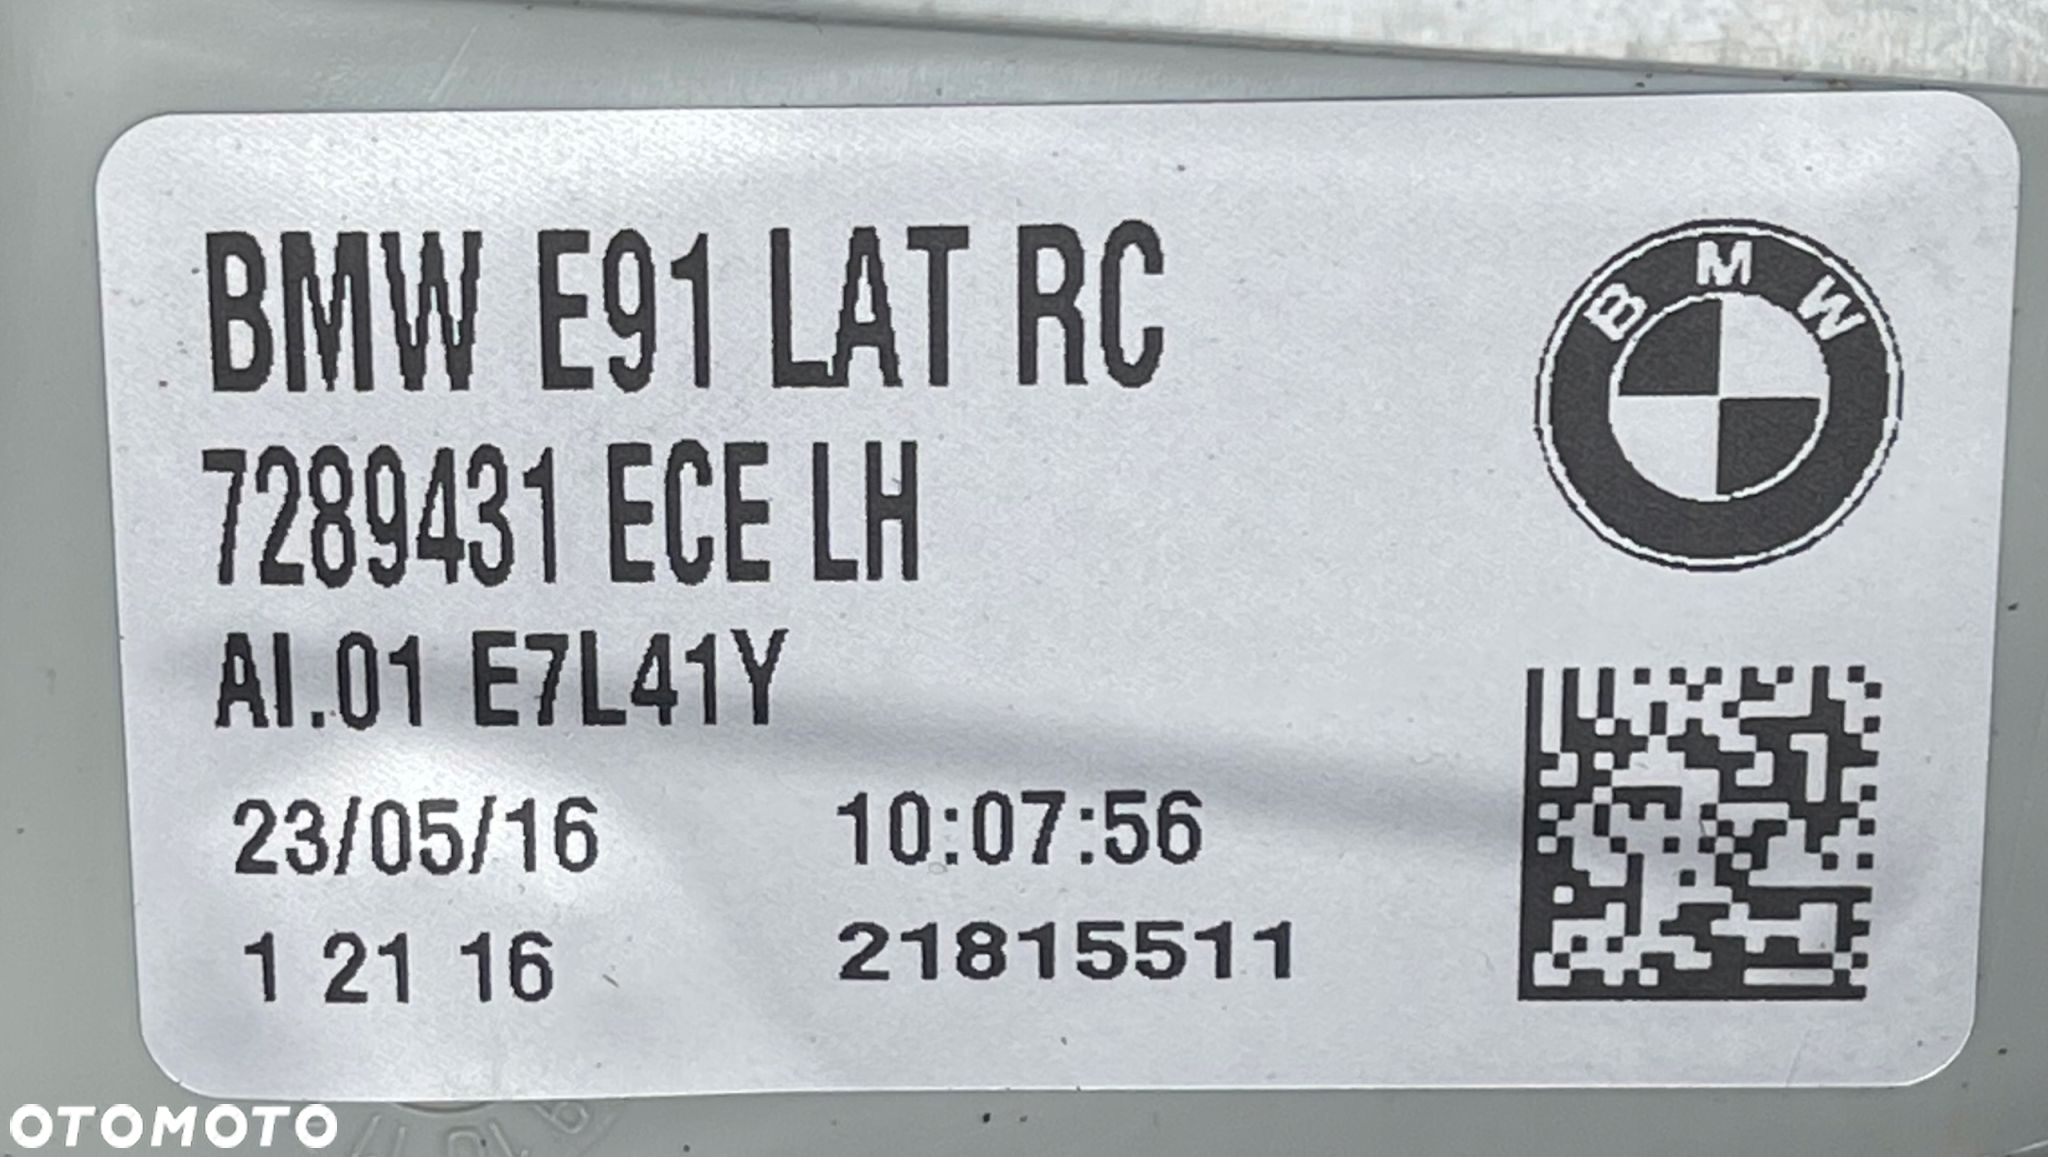 BMW E91 LAT RC
BMW
7289431 ECE LH
AI.01 E7L41Y
23/05/16 10:07:56
1 21 16 21815511
OTOMOTO